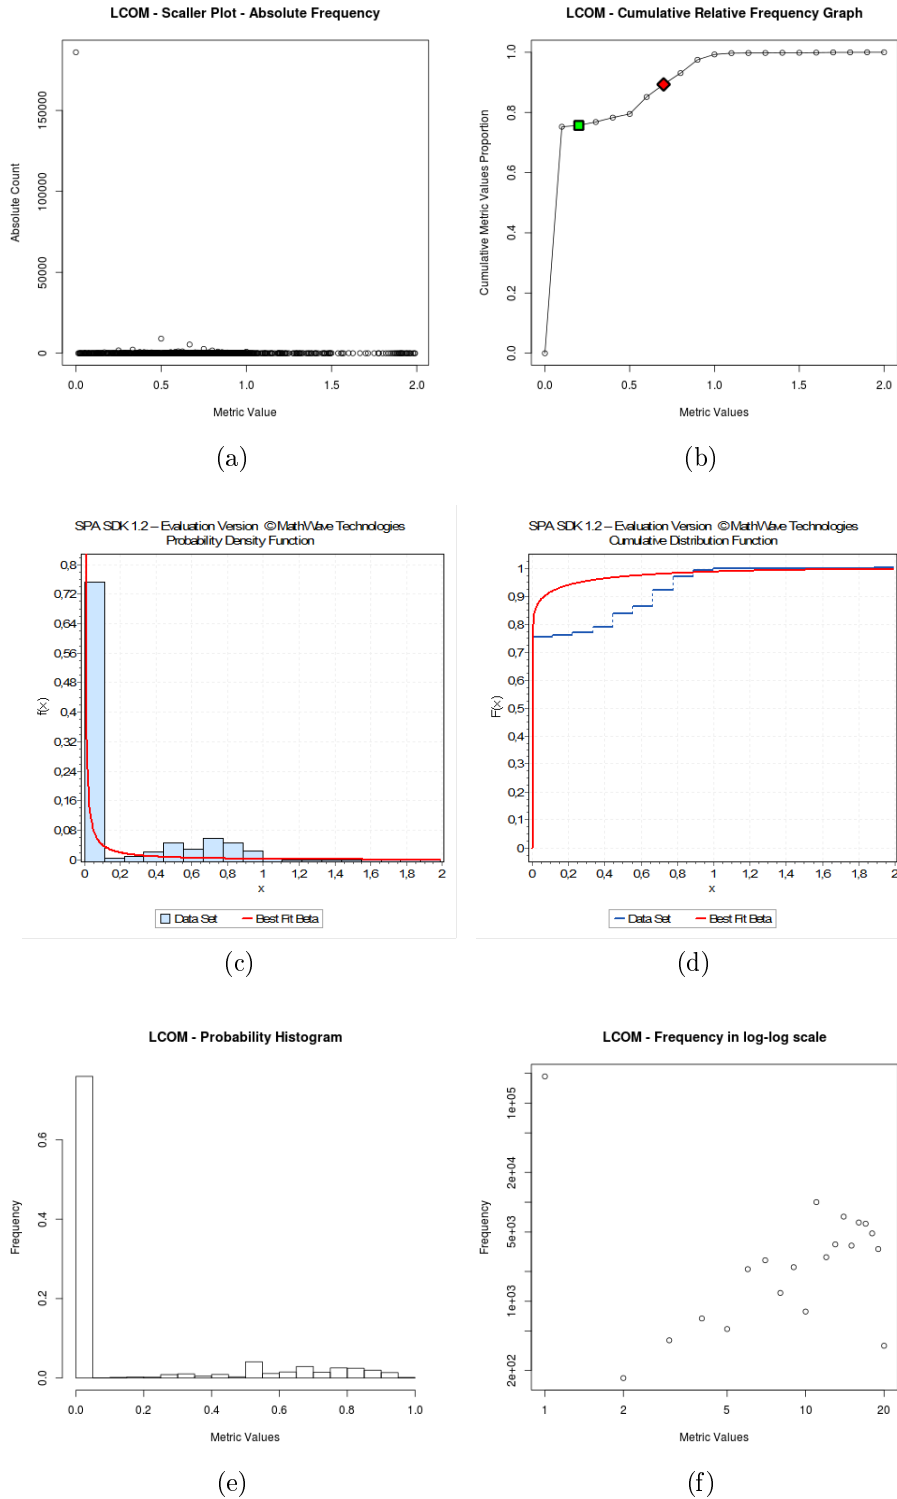 LCOM - Scaller Plot - Absolute Frequency
Absolute Count
150000
100000
50000
0
0.0 0.5 1.0 1.5 2.0
Metric Value
(a)
LCOM - Cumulative Relative Frequency Graph
Cumulative Metric Values Proportion
1.0
0.8
0.6
0.4
0.2
0.0
0.0 0.5 1.0 1.5 2.0
Metric Values
(b)
SPA SDK 1.2 – Evaluation Version ©MathWave Technologies
Probability Density Function
f(x)
0,8
0,72
0,64
0,56
0,48
0,4
0,32
0,24
0,16
0,08
0
0 0,2 0,4 0,6 0,8 1 1,2 1,4 1,6 1,8 2
x
Data Set Best Fit Beta
(c)
SPA SDK 1.2 – Evaluation Version ©MathWave Technologies
Cumulative Distribution Function
F(x)
1
0,9
0,8
0,7
0,6
0,5
0,4
0,3
0,2
0,1
0
0 0,2 0,4 0,6 0,8 1 1,2 1,4 1,6 1,8 2
x
Data Set Best Fit Beta
(d)
LCOM - Probability Histogram
Frequency
0.6
0.4
0.2
0.0
0.0 0.2 0.4 0.6 0.8 1.0
Metric Values
(e)
LCOM - Frequency in log-log scale
Frequency
1e+05
2e+04
5e+03
1e+03
2e+02
1 2 5 10 20
Metric Values
(f)